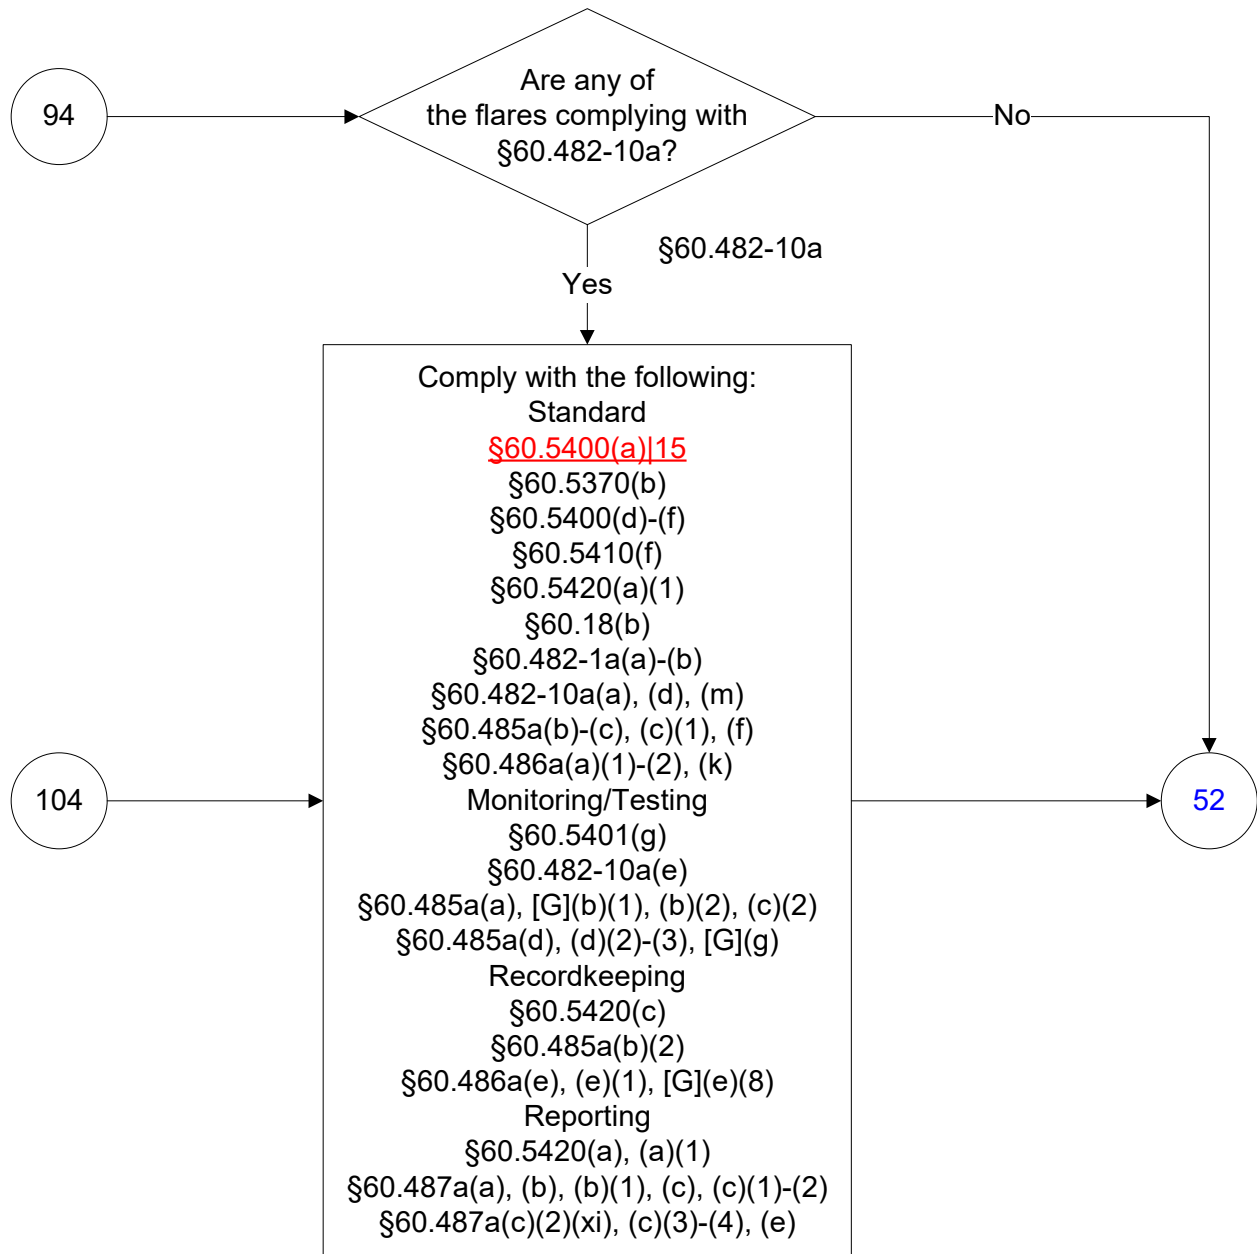 94
Are any of
the flares complying with
§60.482-10a?
No
§60.482-10a
Yes
Comply with the following:
Standard
§60.5400(a)|15
§60.5370(b)
§60.5400(d)-(f)
§60.5410(f)
§60.5420(a)(1)
§60.18(b)
§60.482-1a(a)-(b)
§60.482-10a(a), (d), (m)
§60.485a(b)-(c), (c)(1), (f)
§60.486a(a)(1)-(2), (k)
Monitoring/Testing
§60.5401(g)
§60.482-10a(e)
§60.485a(a), [G](b)(1), (b)(2), (c)(2)
§60.485a(d), (d)(2)-(3), [G](g)
Recordkeeping
§60.5420(c)
§60.485a(b)(2)
§60.486a(e), (e)(1), [G](e)(8)
Reporting
§60.5420(a), (a)(1)
§60.487a(a), (b), (b)(1), (c), (c)(1)-(2)
§60.487a(c)(2)(xi), (c)(3)-(4), (e)
104
52